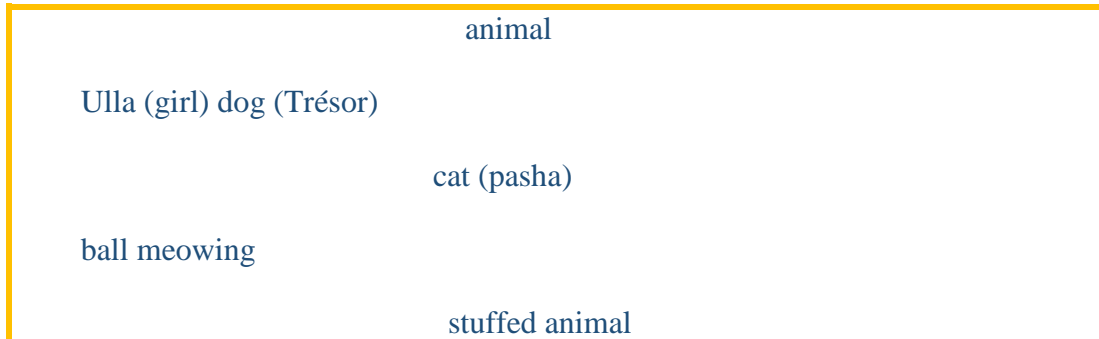 animal
Ulla (girl) dog (Trésor)
cat (pasha)
ball meowing
stuffed animal